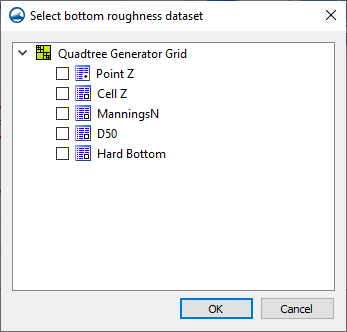 Select bottom roughness dataset
Quadtree Generator Grid
Point Z
Cell Z
ManningsN
D50
Hard Bottom
OK
Cancel